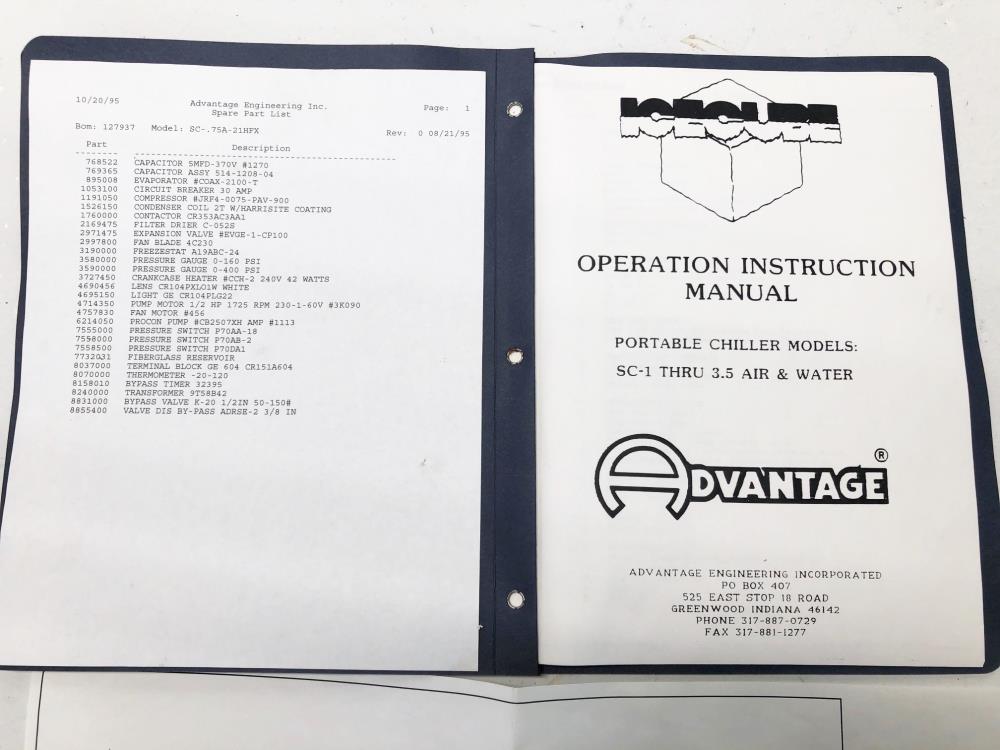 10/20/95 Advantage Engineering Inc. Page: 1
Spare Part List
Bom: 127937 Model: SC-.75A-21HFX Rev: 0 08/21/95
Part Description
768522 CAPACITOR 5MFD-370V #1270
769365 CAPACITOR ASSY 514-1208-04
895008 EVAPORATOR #COAX-2100-T
1053100 CIRCUIT BREAKER 30 AMP
1191050 COMPRESSOR #JRF4-0075-PAV-900
1526150 CONDENSER COIL 2T W/HARRISITE COATING
1760000 CONTACTOR CR353AC3AA1
2169475 FILTER DRIER C-052S
2971475 EXPANSION VALVE #EVGE-1-CP100
2997800 FAN BLADE 4C230
3190000 FREEZESTAT A19ABC-24
3580000 PRESSURE GAUGE 0-160 PSI
3590000 PRESSURE GAUGE 0-400 PSI
3727450 CRANKCASE HEATER #CCH-2 240V 42 WATTS
4690456 LENS CR104PXLO1W WHITE
4695150 LIGHT GE CR104PLG22
4714350 PUMP MOTOR 1/2 HP 1725 RPM 230-1-60V #3K090
4757830 FAN MOTOR #456
6214050 PROCON PUMP #CB2507XH AMP #1113
7555000 PRESSURE SWITCH P70AA-18
7558000 PRESSURE SWITCH P70AB-2
7558500 PRESSURE SWITCH P70DA1
7732031 FIBERGLASS RESERVOIR
8037000 TERMINAL BLOCK GE 604 CR151A604
8070000 THERMOMETER -20-120
8158010 BYPASS TIMER 32395
8240000 TRANSFORMER 9T58B42
8831000 BYPASS VALVE K-20 1/2IN 50-150#
8855400 VALVE DIS BY-PASS ADRSE-2 3/8 IN
ICECUBE
OPERATION INSTRUCTION
MANUAL
PORTABLE CHILLER MODELS:
SC-1 THRU 3.5 AIR & WATER
ADVANTAGE ®
ADVANTAGE ENGINEERING INCORPORATED
PO BOX 407
525 EAST STOP 18 ROAD
GREENWOOD INDIANA 46142
PHONE 317-887-0729
FAX 317-881-1277